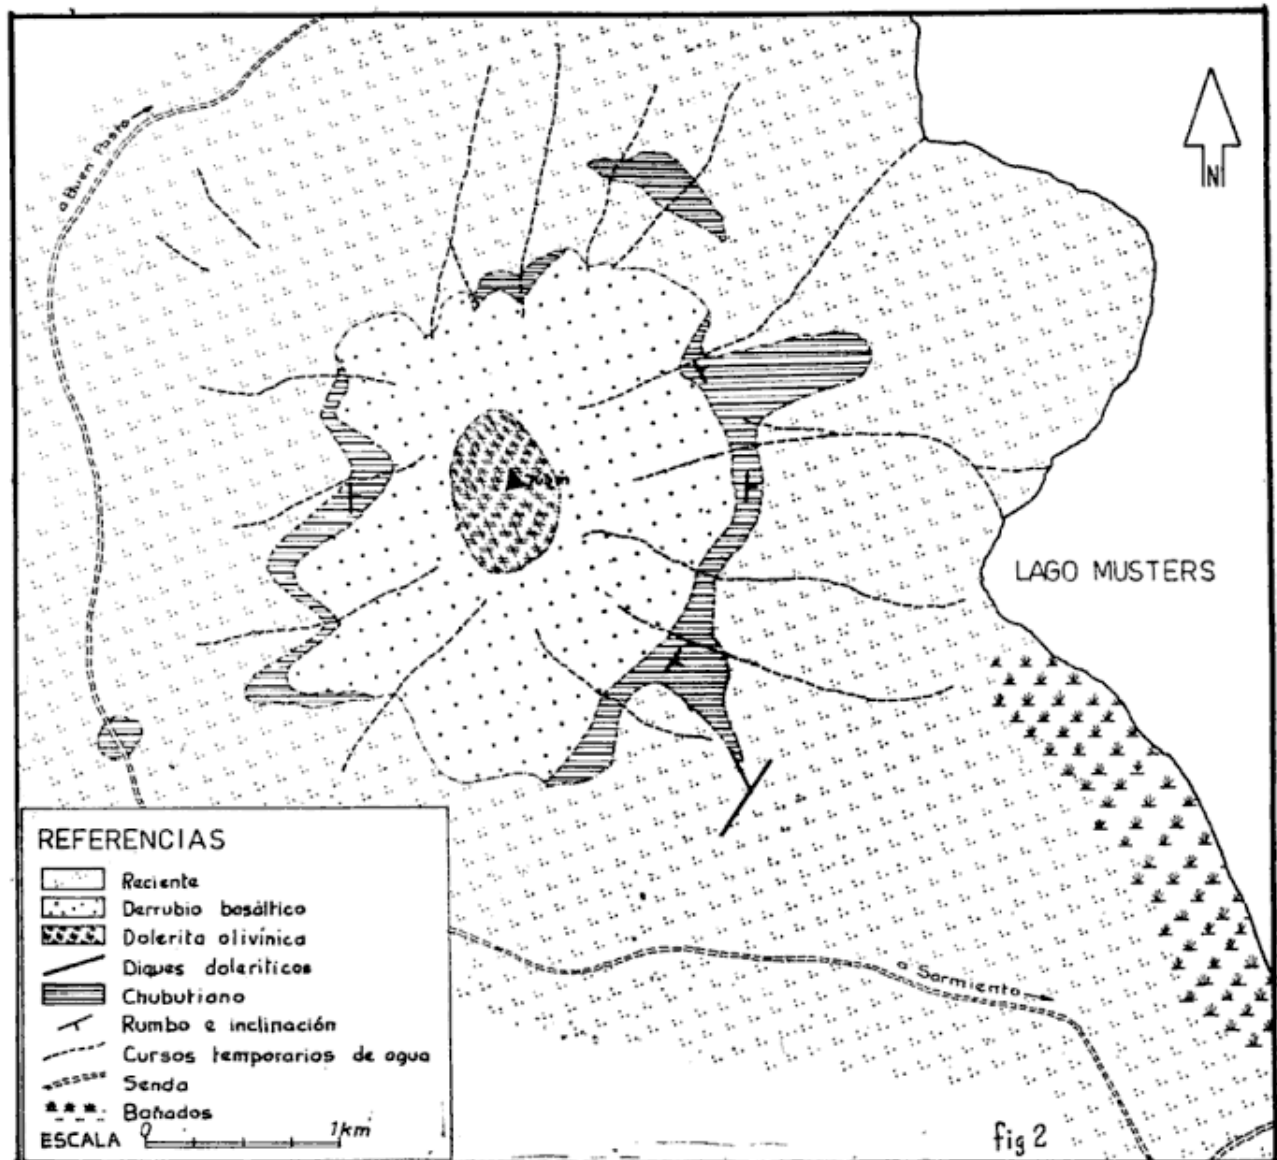 a Buen Pasto
N
LAGO MUSTERS
REFERENCIAS
Reciente
Derrubio basáltico
Dolerita olivínica
Diques doleríticos
Chubutiano
Rumbo e inclinación
Cursos temporarios de agua
Senda
Bañados
ESCALA 0 1km
a Sarmiento
fig 2